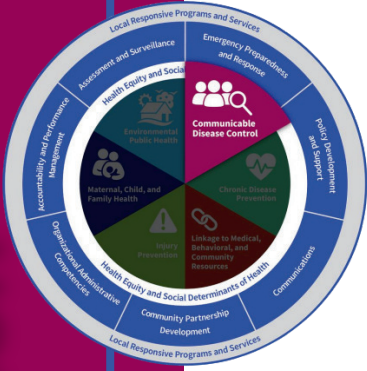 Local Responsive Programs and Services
Assessment and Surveillance
Emergency Preparedness
and Response
Policy Development
and Support
Communications
Community Partnership
Development
Organizational Administrative
Competencies
Accountability and Performance
Management
Health Equity and Social
Communicable
Disease Control
Environmental
Public Health
Maternal, Child, and
Family Health
Chronic Disease
Prevention
Injury
Prevention
Linkage to Medical,
Behavioral, and
Community
Resources
Health Equity and Social Determinants of Health
Local Responsive Programs and Services